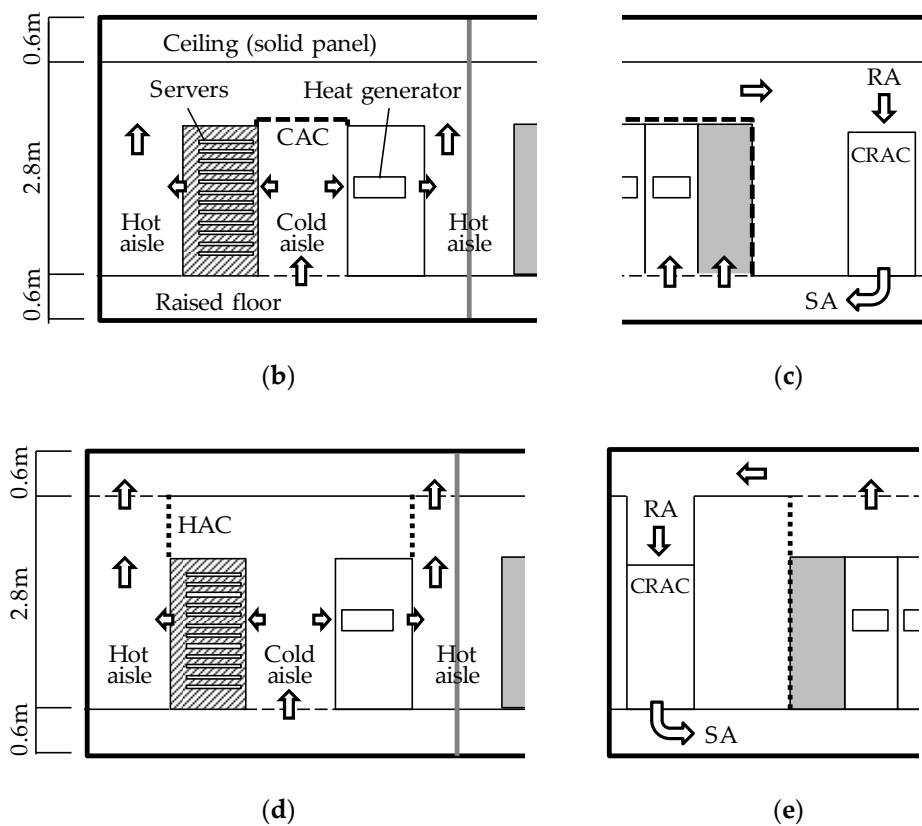 0.6m
Ceiling (solid panel)
Servers
Heat generator
RA
CAC
CRAC
2.8m
Hot
aisle
Cold
aisle
Hot
aisle
Raised floor
SA
0.6m
(b)
(c)
0.6m
HAC
RA
CRAC
2.8m
Hot
aisle
Cold
aisle
Hot
aisle
0.6m
SA
(d)
(e)